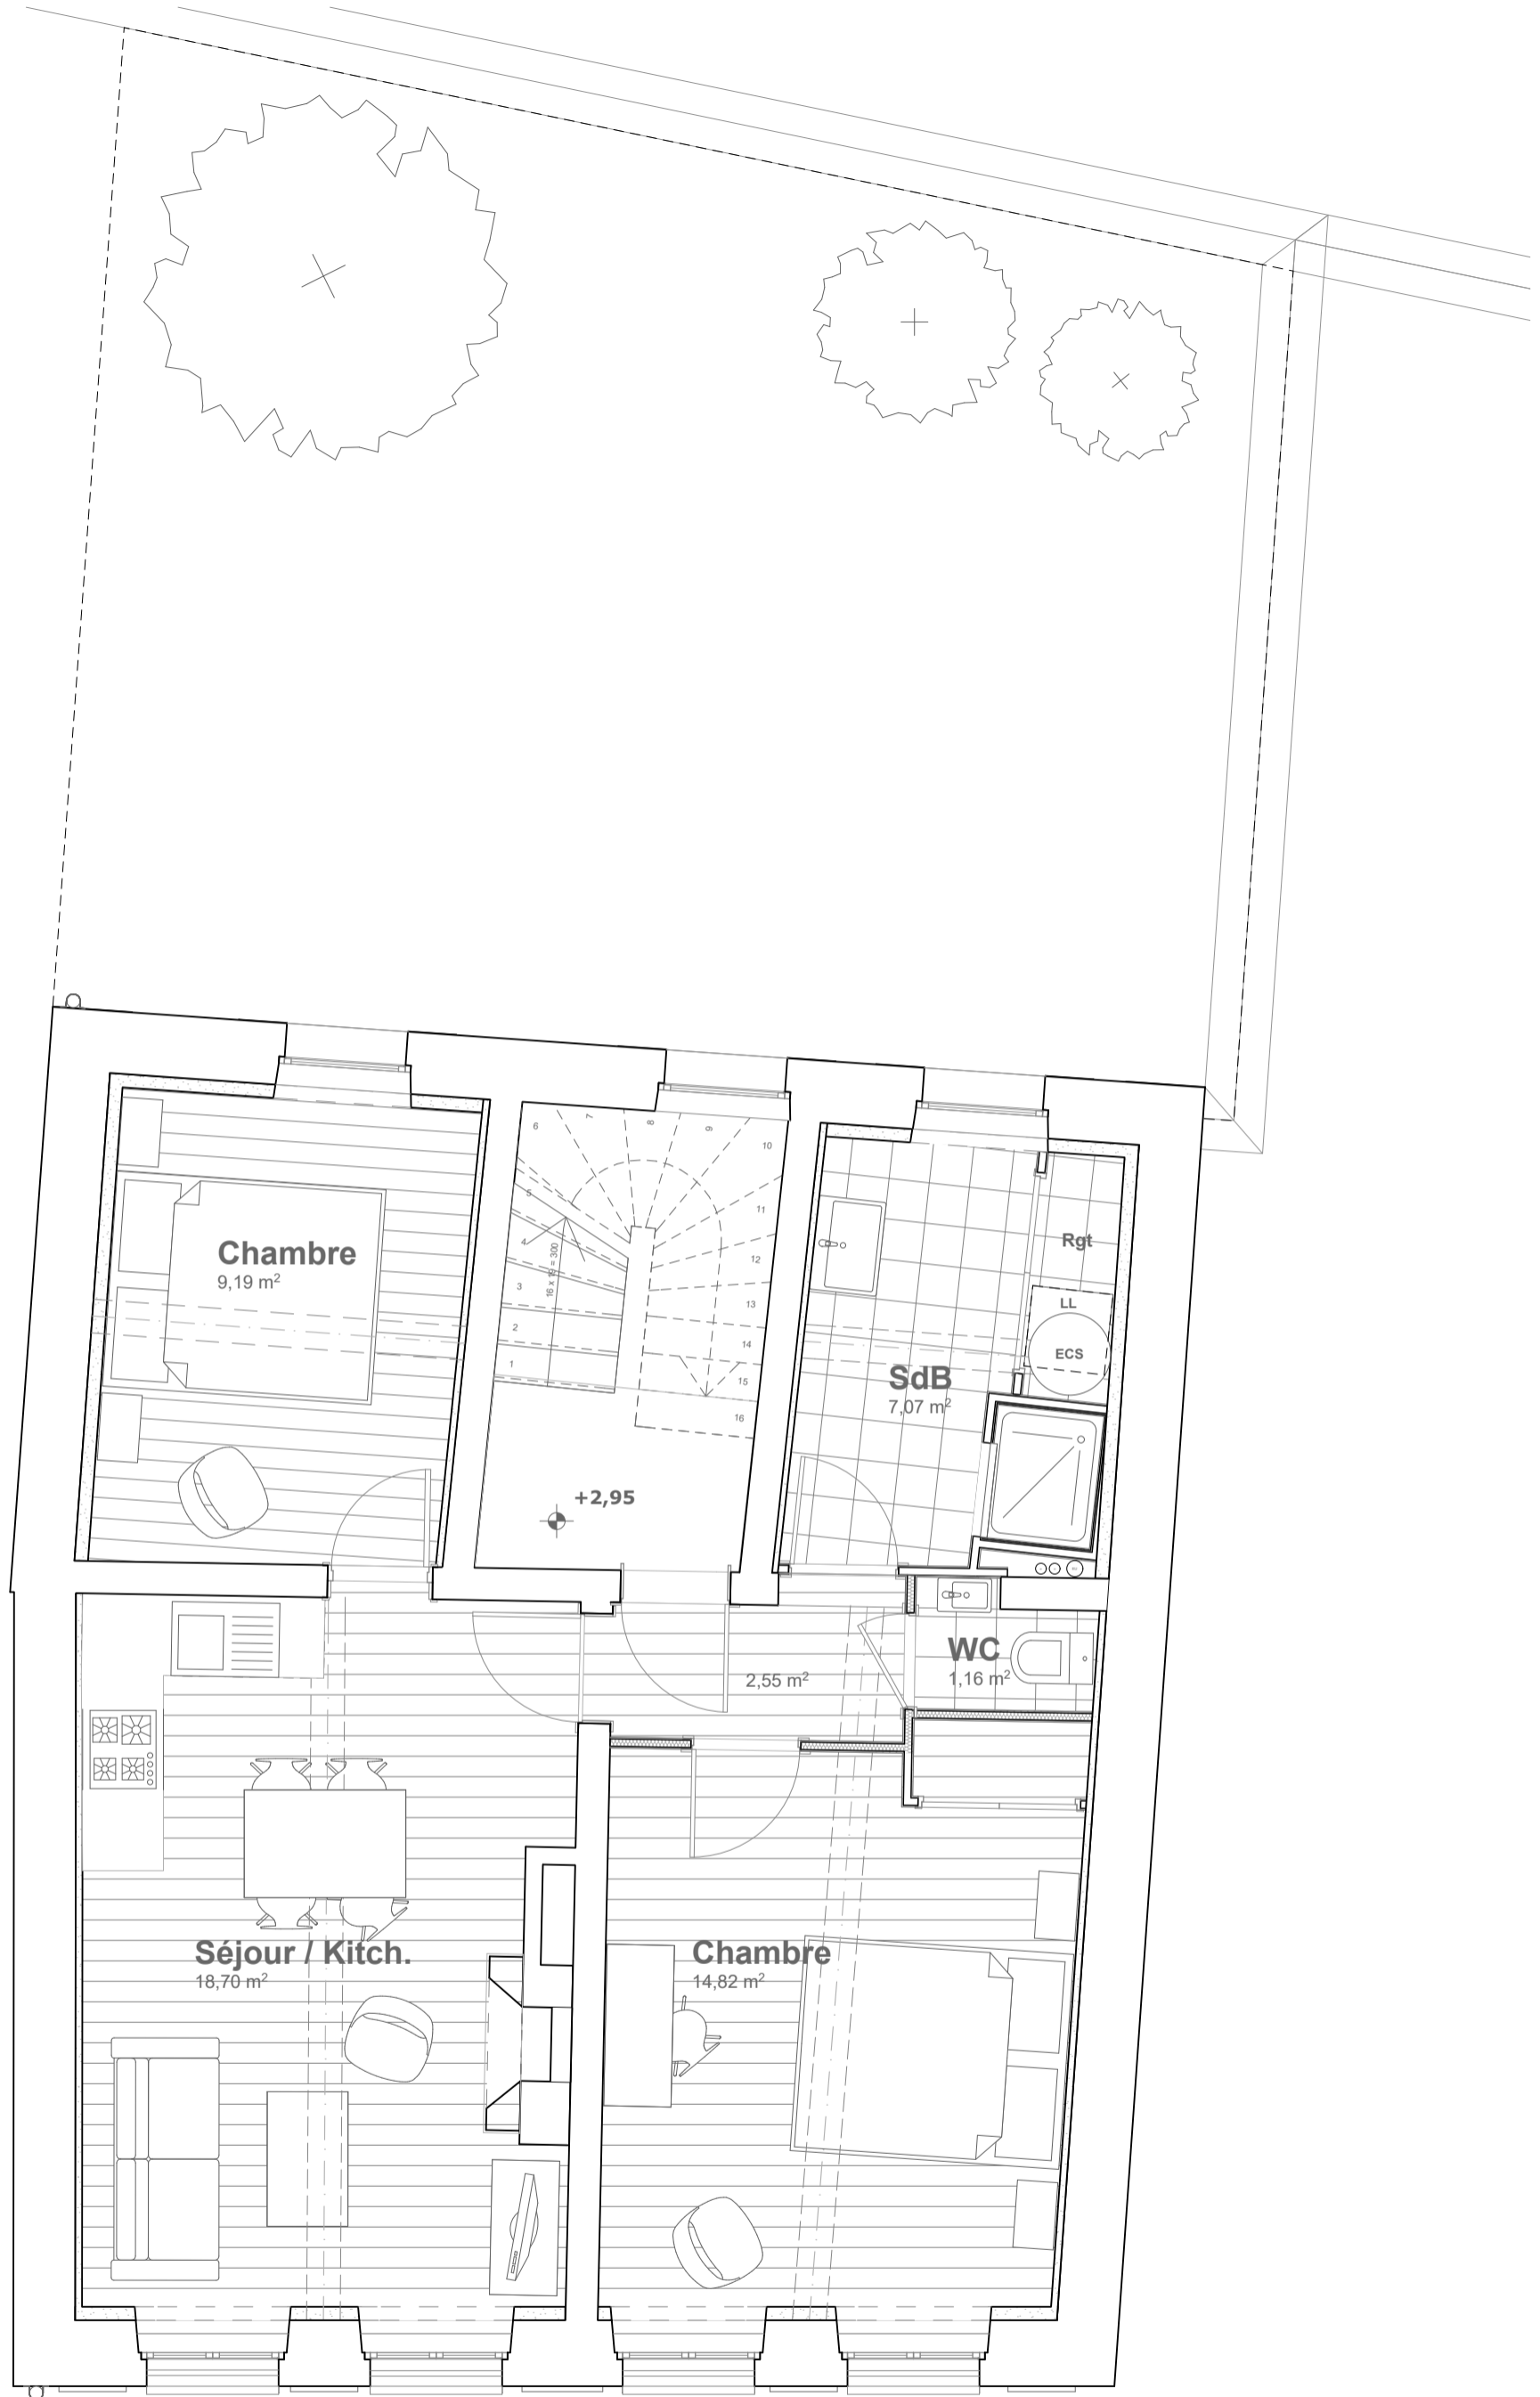 6
7
8
9
10
5
11
4
12
3
13
2
14
1
15
16
16 x 19 = 300
Chambre
9,19 m²
Rgt
LL
ECS
SdB
7,07 m²
+2,95
WC
1,16 m²
2,55 m²
Séjour / Kitch.
18,70 m²
Chambre
14,82 m²